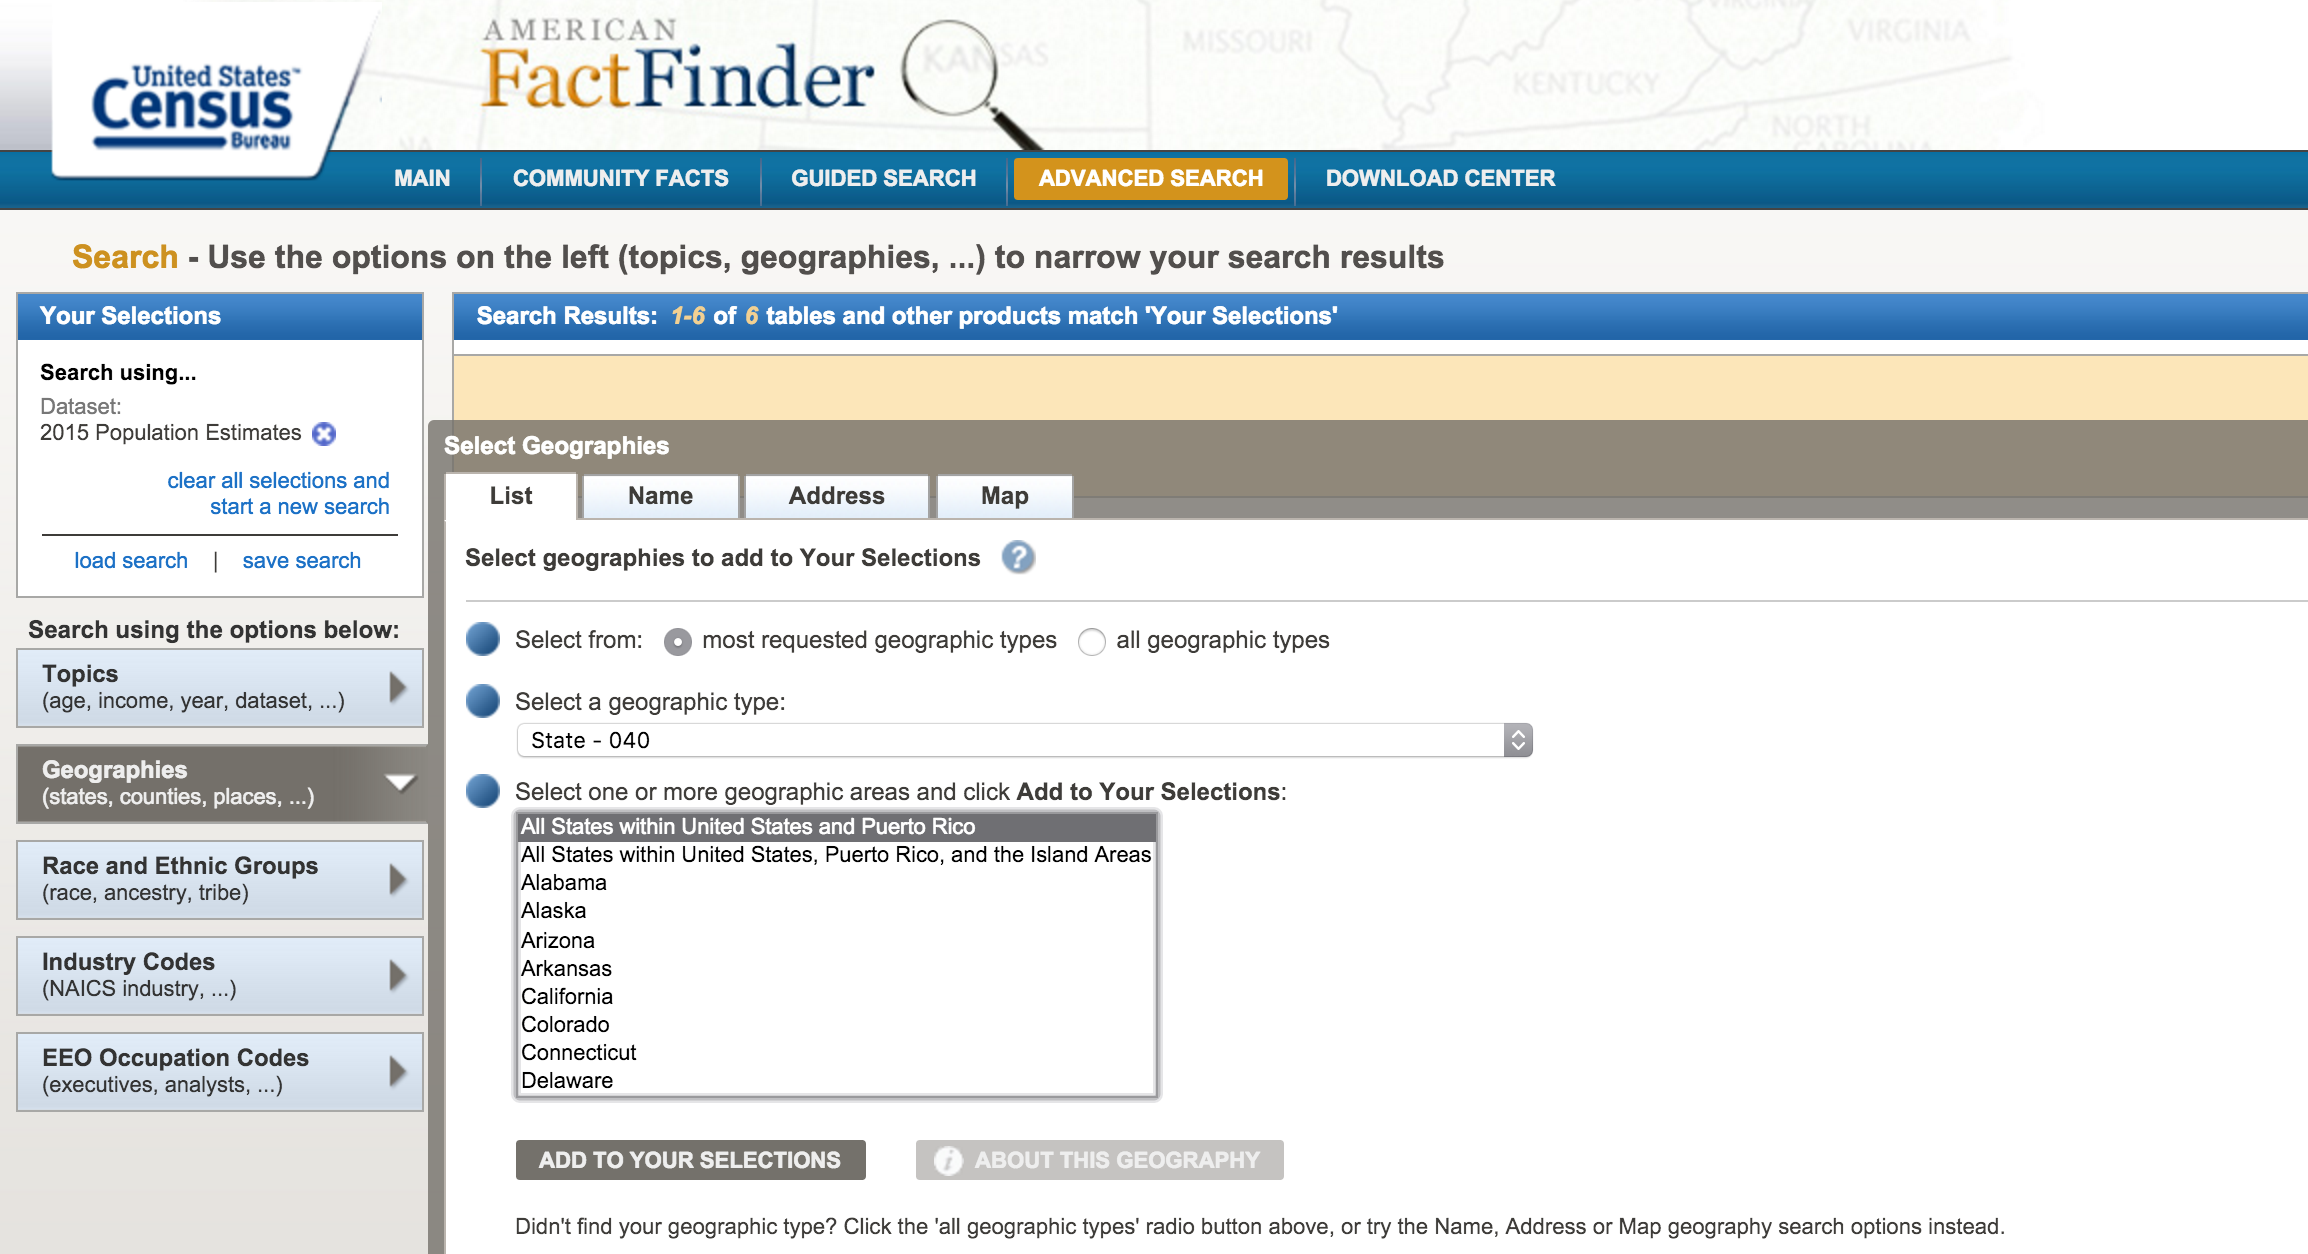 United States™
Census
Bureau
AMERICAN
FactFinder
KANSAS
MISSOURI
KENTUCKY
VIRGINIA
NORTH
CAROLINA
MAIN
COMMUNITY FACTS
GUIDED SEARCH
ADVANCED SEARCH
DOWNLOAD CENTER
Search - Use the options on the left (topics, geographies, ...) to narrow your search results
Your Selections
Search using...
Dataset:
2015 Population Estimates
clear all selections and
start a new search
load search | save search
Search using the options below:
Topics
(age, income, year, dataset, ...)
Geographies
(states, counties, places, ...)
Race and Ethnic Groups
(race, ancestry, tribe)
Industry Codes
(NAICS industry, ...)
EEO Occupation Codes
(executives, analysts, ...)
Search Results: 1-6 of 6 tables and other products match 'Your Selections'
Select Geographies
List
Name
Address
Map
Select geographies to add to Your Selections ?
Select from: most requested geographic types all geographic types
Select a geographic type:
State - 040
Select one or more geographic areas and click Add to Your Selections:
All States within United States and Puerto Rico
All States within United States, Puerto Rico, and the Island Areas
Alabama
Alaska
Arizona
Arkansas
California
Colorado
Connecticut
Delaware
ADD TO YOUR SELECTIONS
i ABOUT THIS GEOGRAPHY
Didn't find your geographic type? Click the 'all geographic types' radio button above, or try the Name, Address or Map geography search options instead.